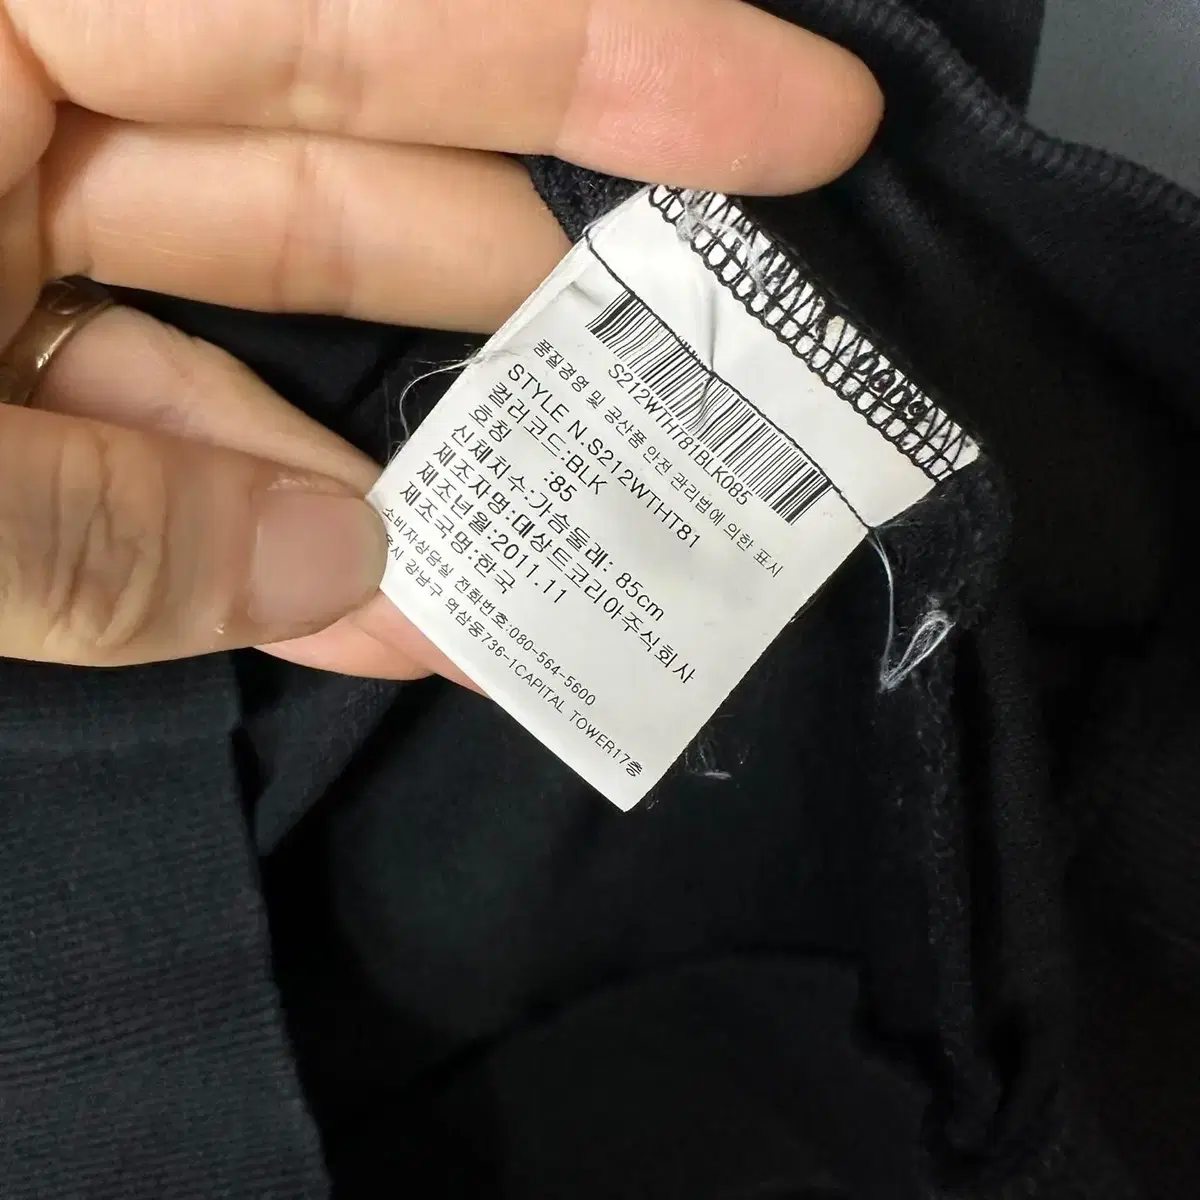 S212WTHT81BLK085
품질경영 및 공산품 안전 관리법에 의한 표시
STYLE N.S212WTHT81
컬러코드:BLK
호칭 :85
신체치수:가슴둘레: 85cm
제조자명:대상트코리아주식회사
제조년월:2011.11
제조국명:한국
소비자상담실 전화번호:080-564-5600
시 강남구 역삼동736-1CAPITAL TOWER17층